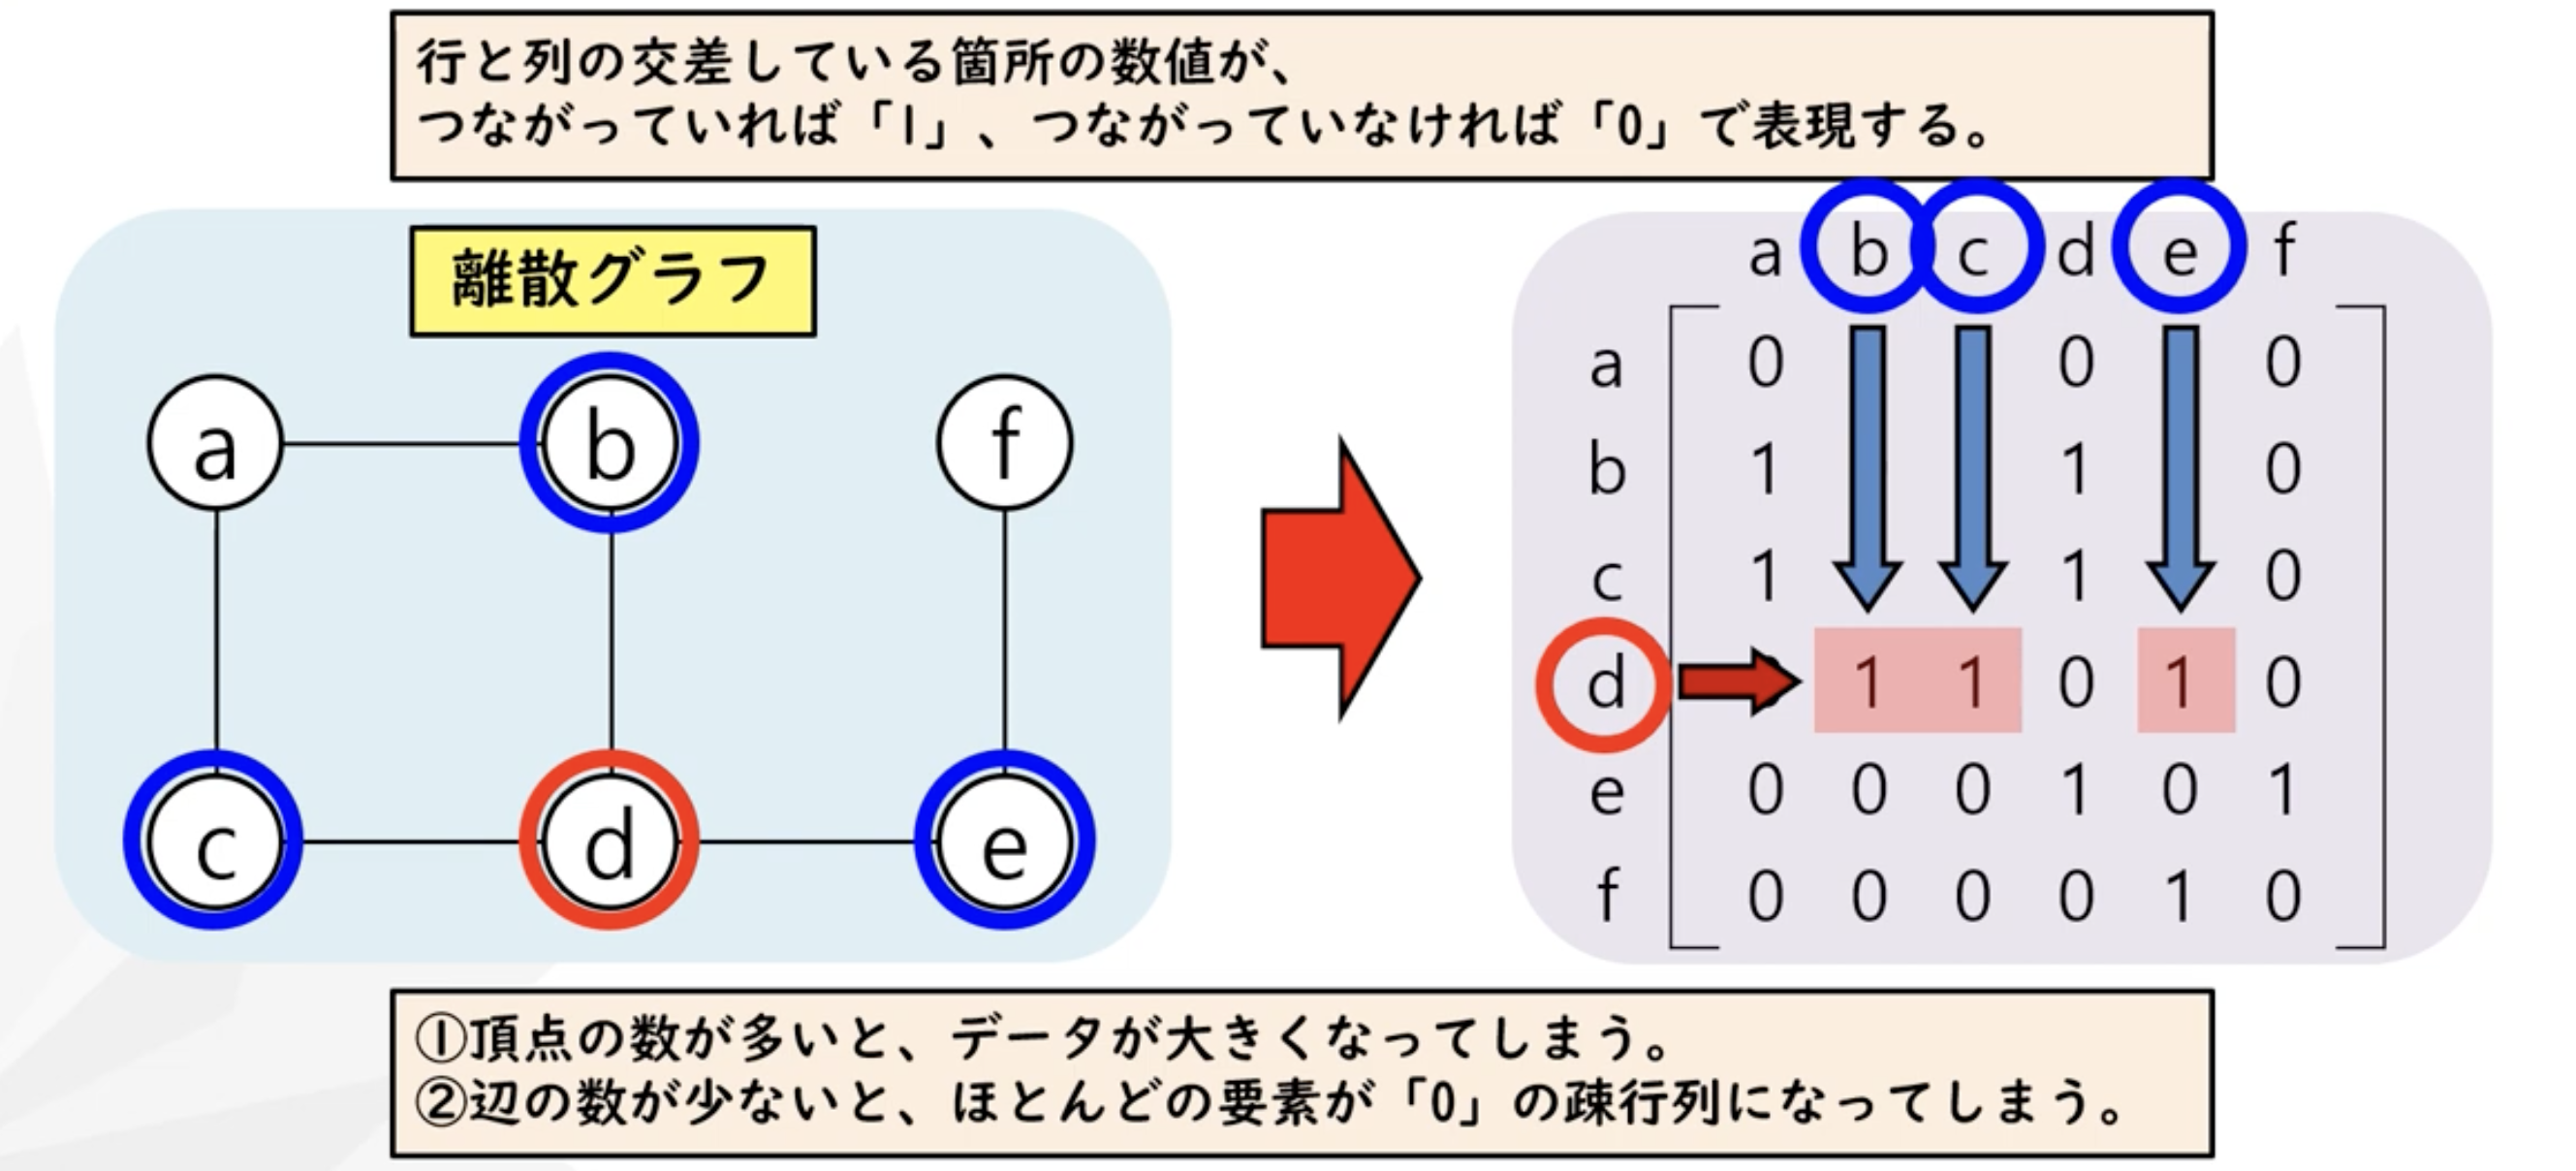 行と列の交差している箇所の数値が、
つながっていれば「1」、つながっていなければ「0」で表現する。
離散グラフ
a b f
c d e
a b c d e f
a 0 0 0
b 1 1 0
c 1 1 0
d 1 1 0 1 0
e 0 0 0 1 0 1
f 0 0 0 0 1 0
①頂点の数が多いと、データが大きくなってしまう。
②辺の数が少ないと、ほとんどの要素が「0」の疎行列になってしまう。